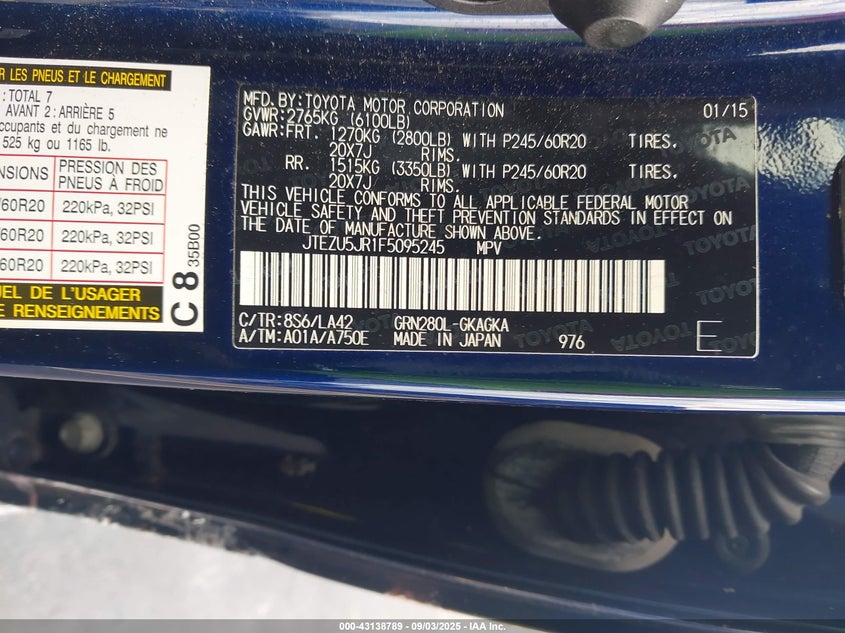 R LES PNEUS ET LE CHARGEMENT
: TOTAL 7
AVANT 2 : ARRIÈRE 5
ccupants et du chargement ne
525 kg ou 1165 lb.
ENSIONS PRESSION DES PNEUS À FROID
/60R20 220kPa, 32PSI
/60R20 220kPa, 32PSI
60R20 220kPa, 32PSI
UEL DE L'USAGER
E RENSEIGNEMENTS
C 8 35B00
MFD. BY: TOYOTA MOTOR CORPORATION 01/15
GVWR: 2765KG (6100LB)
GAWR: FRT. 1270KG (2800LB) WITH P245/60R20 TIRES,
20X7J RIMS.
RR. 1515KG (3350LB) WITH P245/60R20 TIRES,
20X7J RIMS.
THIS VEHICLE CONFORMS TO ALL APPLICABLE FEDERAL MOTOR
VEHICLE SAFETY AND THEFT PREVENTION STANDARDS IN EFFECT ON
THE DATE OF MANUFACTURE SHOWN ABOVE.
JTEZU5JR1F5095245 MPV
C/TR: 8S6/LA42 GRN280L-GKAGKA
A/TM: A01A/A750E MADE IN JAPAN 976 E
000-43138789 - 09/03/2025 - IAA Inc.